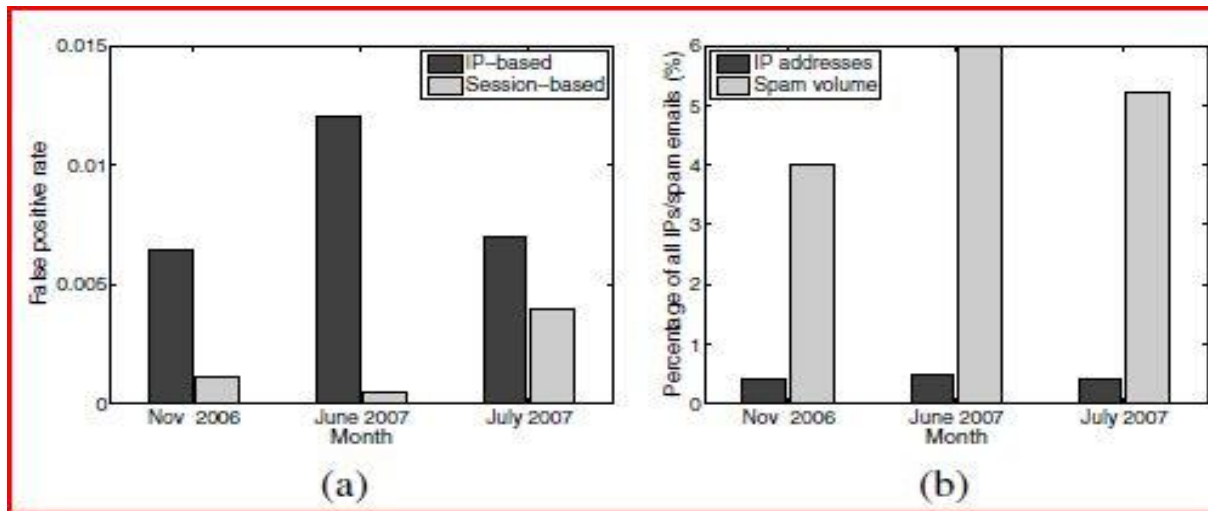 0.015
0.01
0.005
0
False positive rate
IP-based
Session-based
Nov 2006
June 2007
July 2007
Month
(a)
6
5
4
3
2
1
0
Percentage of all IPs/spam emails (%)
IP addresses
Spam volume
Nov 2006
June 2007
July 2007
Month
(b)